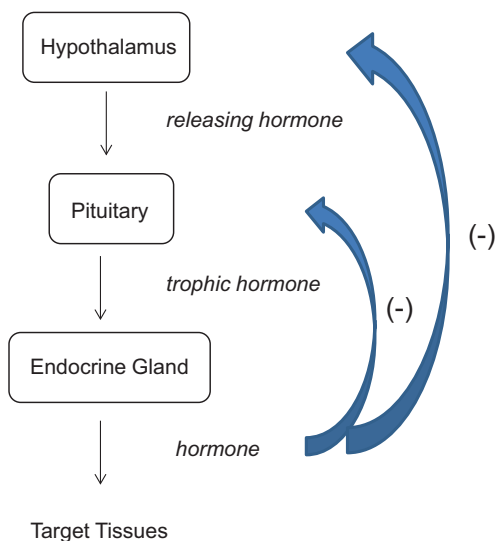 Hypothalamus
releasing hormone
Pituitary
(-)
trophic hormone
(-)
Endocrine Gland
hormone
Target Tissues